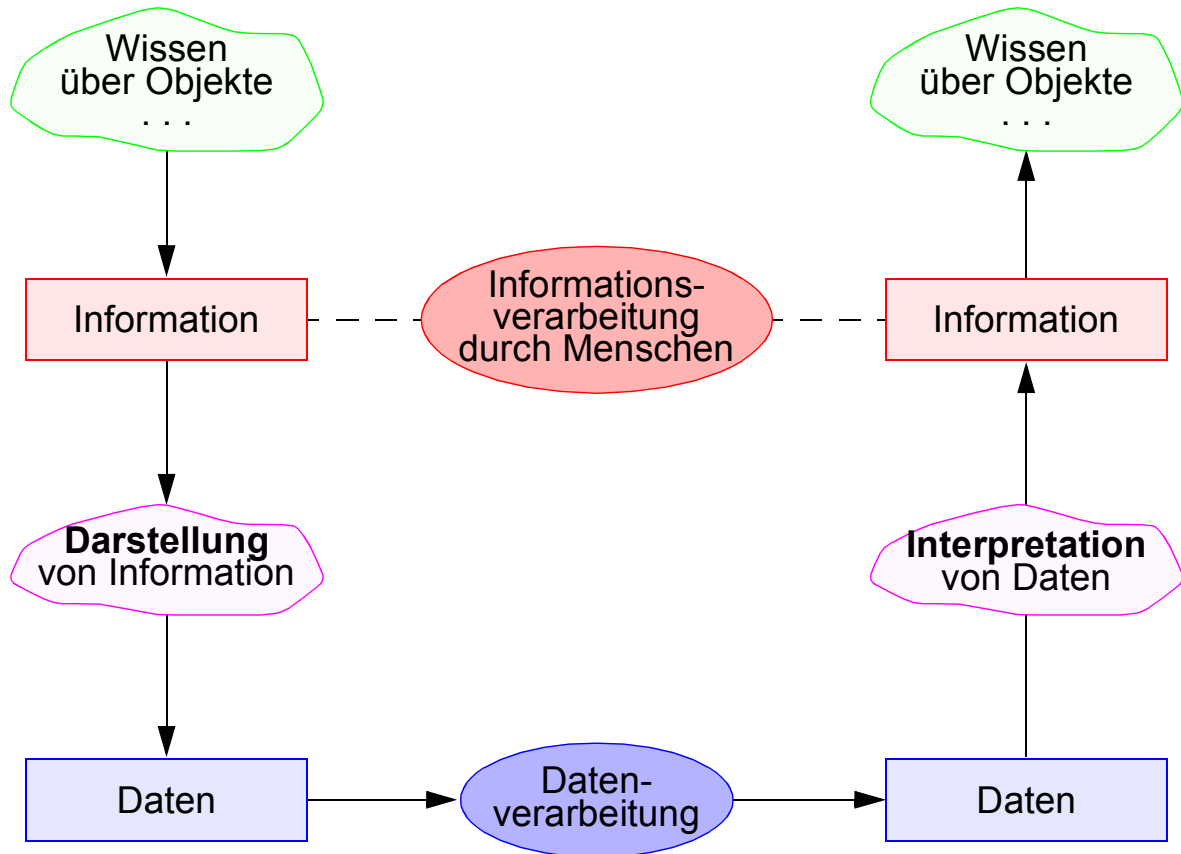 Wissen
über Objekte
. . .
Wissen
über Objekte
. . .
Information
Informations-
verarbeitung
durch Menschen
Information
Darstellung
von Information
Interpretation
von Daten
Daten
Daten-
verarbeitung
Daten